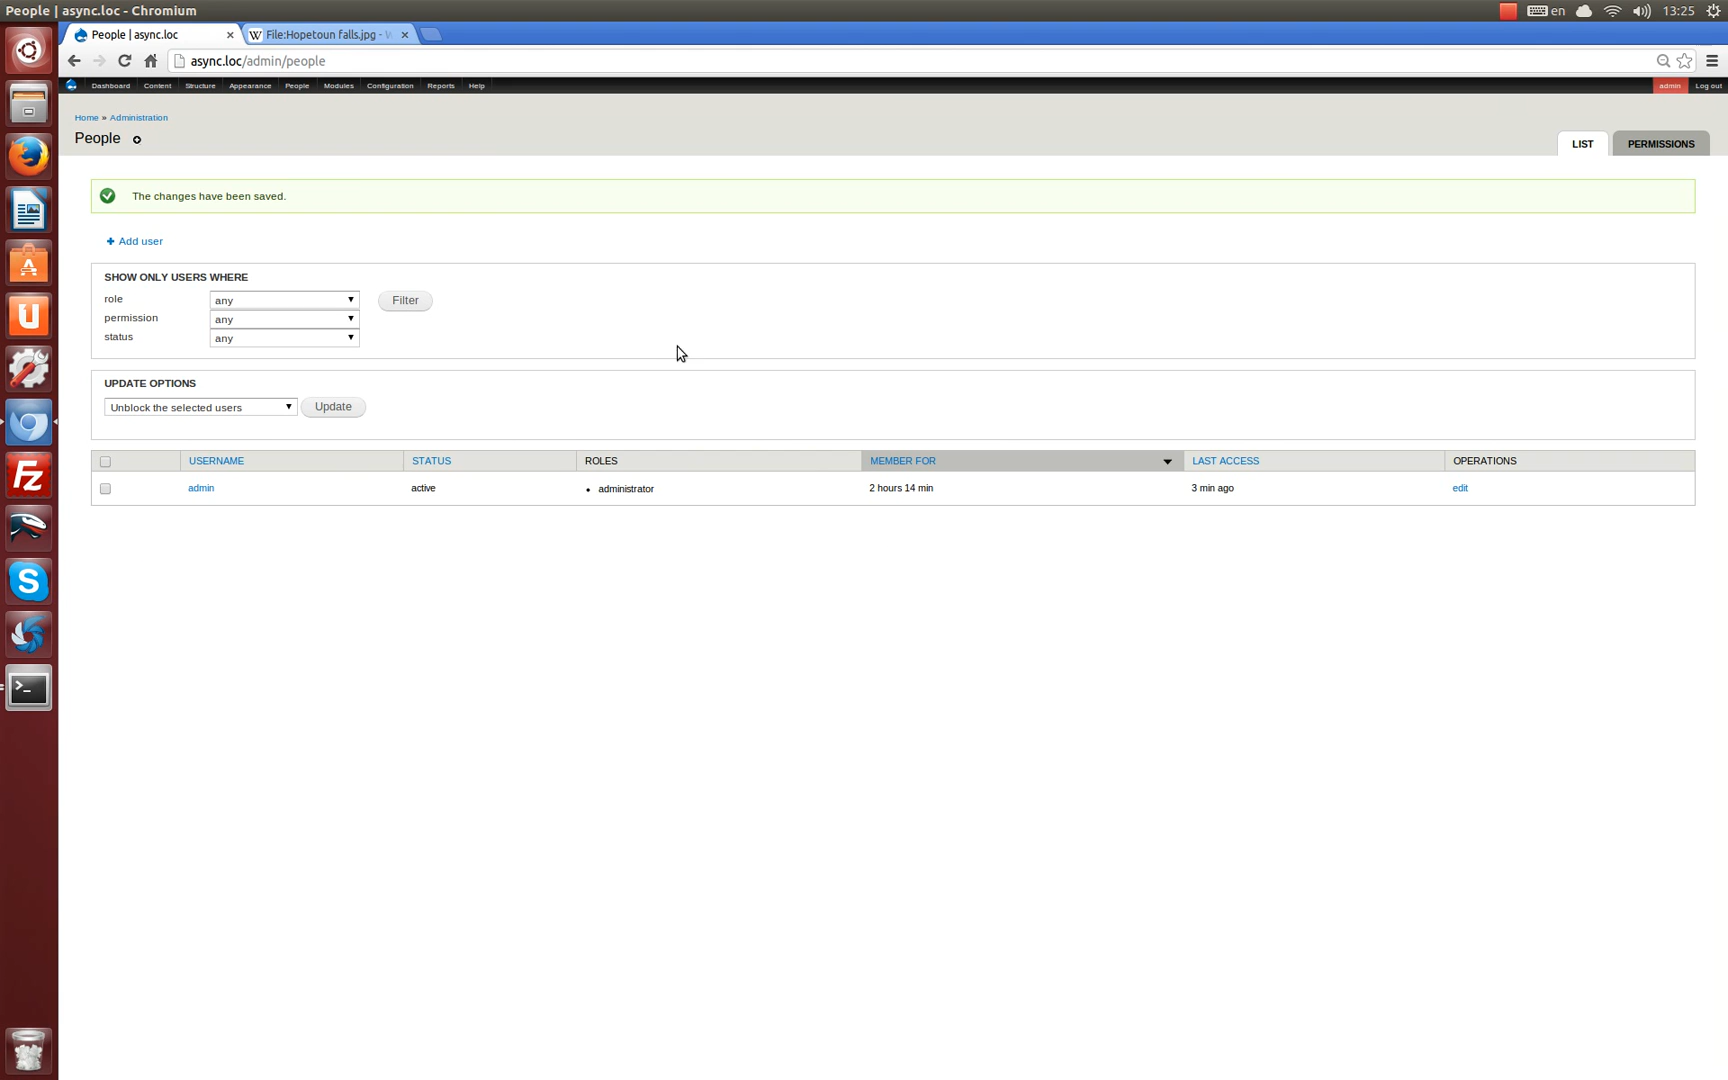 People | async.loc - Chromium
en
13:25
People | async.loc
File:Hopetoun falls.jpg -
async.loc/admin/people
Dashboard Content Structure Appearance People Modules Configuration Reports Help
admin Log out
Home » Administration
People
LIST PERMISSIONS
The changes have been saved.
Add user
SHOW ONLY USERS WHERE
role any Filter
permission any
status any
UPDATE OPTIONS
Unblock the selected users Update
USERNAME STATUS ROLES MEMBER FOR LAST ACCESS OPERATIONS
admin active administrator 2 hours 14 min 3 min ago edit